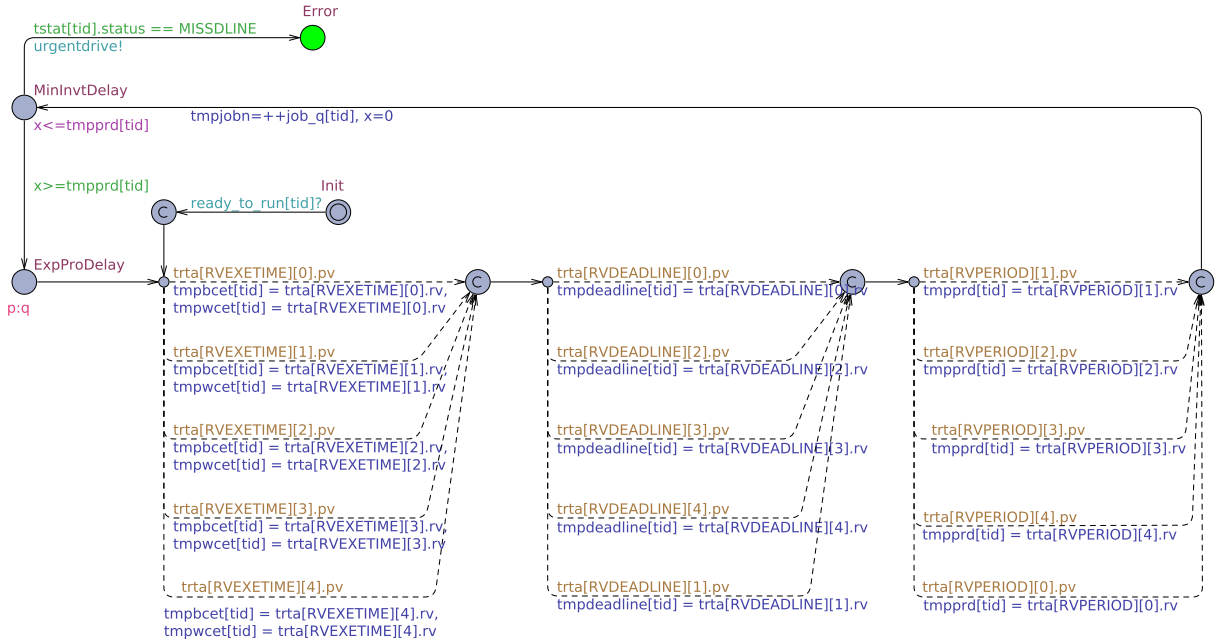 Error
tstat[tid].status == MISSDLINE
urgentdrive!
MinInvtDelay
tmpjobn=++job_q[tid], x=0
x<=tmpprd[tid]
x>=tmpprd[tid]
Init
ready_to_run[tid]?
C
ExpProDelay
p:q
trta[RVEXETIME][0].pv
tmpbcet[tid] = trta[RVEXETIME][0].rv,
tmpwcet[tid] = trta[RVEXETIME][0].rv
trta[RVEXETIME][1].pv
tmpbcet[tid] = trta[RVEXETIME][1].rv,
tmpwcet[tid] = trta[RVEXETIME][1].rv
trta[RVEXETIME][2].pv
tmpbcet[tid] = trta[RVEXETIME][2].rv,
tmpwcet[tid] = trta[RVEXETIME][2].rv
trta[RVEXETIME][3].pv
tmpbcet[tid] = trta[RVEXETIME][3].rv,
tmpwcet[tid] = trta[RVEXETIME][3].rv
trta[RVEXETIME][4].pv
tmpbcet[tid] = trta[RVEXETIME][4].rv,
tmpwcet[tid] = trta[RVEXETIME][4].rv
C
trta[RVDEADLINE][0].pv
tmpdeadline[tid] = trta[RVDEADLINE][0].rv
trta[RVDEADLINE][2].pv
tmpdeadline[tid] = trta[RVDEADLINE][2].rv
trta[RVDEADLINE][3].pv
tmpdeadline[tid] = trta[RVDEADLINE][3].rv
trta[RVDEADLINE][4].pv
tmpdeadline[tid] = trta[RVDEADLINE][4].rv
trta[RVDEADLINE][1].pv
tmpdeadline[tid] = trta[RVDEADLINE][1].rv
C
trta[RVPERIOD][1].pv
tmpprd[tid] = trta[RVPERIOD][1].rv
trta[RVPERIOD][2].pv
tmpprd[tid] = trta[RVPERIOD][2].rv
trta[RVPERIOD][3].pv
tmpprd[tid] = trta[RVPERIOD][3].rv
trta[RVPERIOD][4].pv
tmpprd[tid] = trta[RVPERIOD][4].rv
trta[RVPERIOD][0].pv
tmpprd[tid] = trta[RVPERIOD][0].rv
C